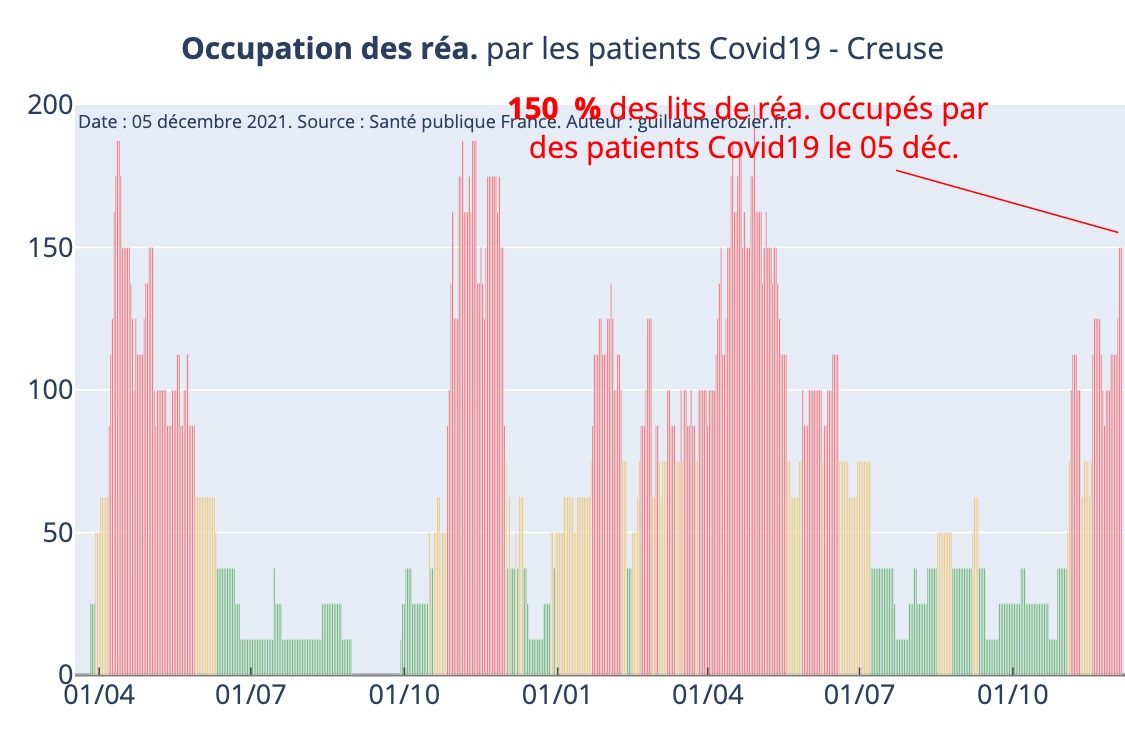 Occupation des réa. par les patients Covid19 - Creuse
200
150 % des lits de réa. occupés par
Date : 05 décembre 2021. Source : Santé publique France. Auteur : guillaumerozier.fr.
des patients Covid19 le 05 déc.
150
100
50
0
01/04 01/07 01/10 01/01 01/04 01/07 01/10